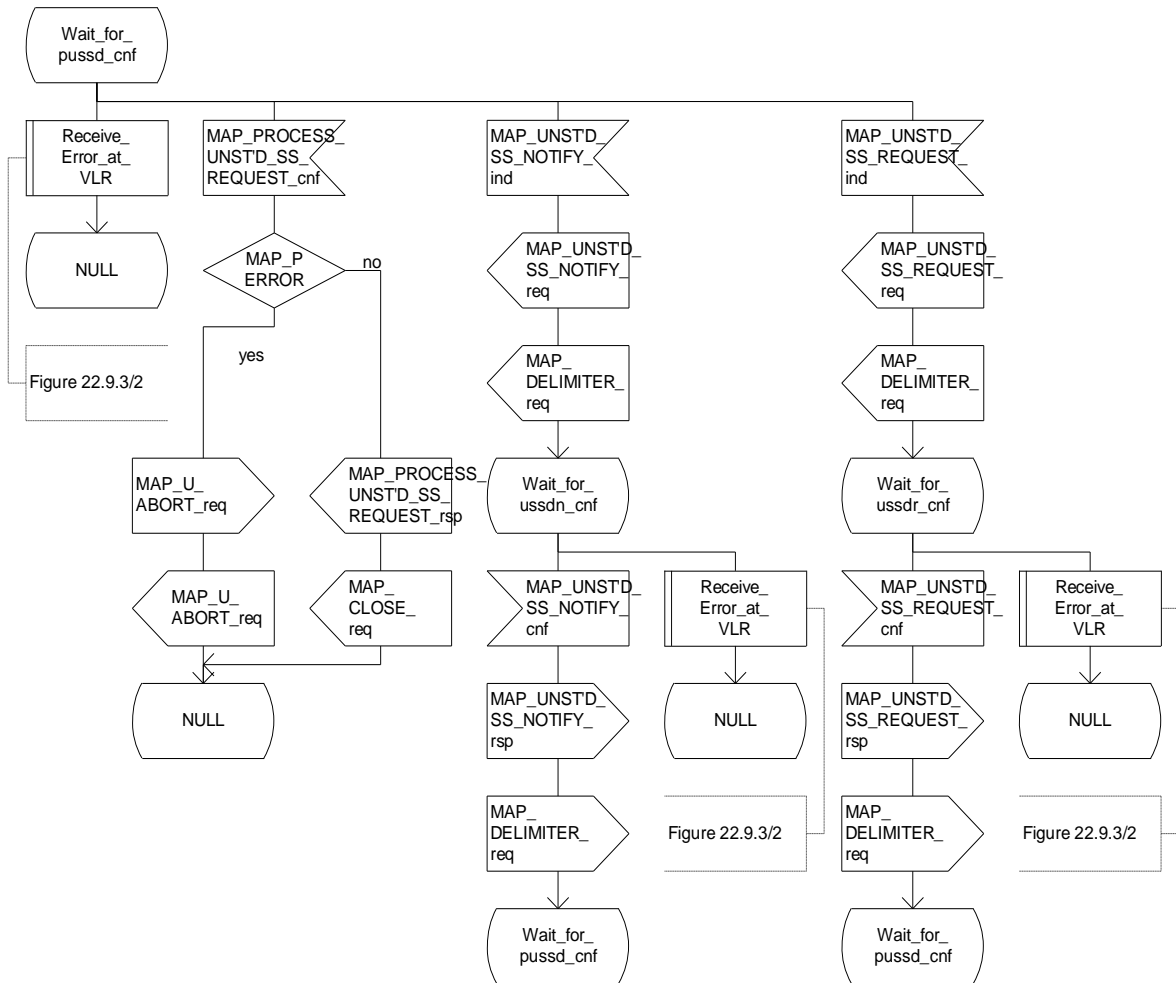 Wait_for_
pussd_cnf
Receive_
Error_at_
VLR
NULL
Figure 22.9.3/2
MAP_PROCESS_
UNST'D_SS_
REQUEST_cnf
MAP_P
ERROR
no
yes
MAP_U_
ABORT_req
MAP_U_
ABORT_req
MAP_PROCESS_
UNST'D_SS_
REQUEST_rsp
MAP_
CLOSE_
req
NULL
MAP_UNST'D_
SS_NOTIFY_
ind
MAP_UNST'D_
SS_NOTIFY_
req
MAP_
DELIMITER_
req
Wait_for_
ussdn_cnf
MAP_UNST'D_
SS_NOTIFY_
cnf
MAP_UNST'D_
SS_NOTIFY_
rsp
MAP_
DELIMITER_
req
Wait_for_
pussd_cnf
Receive_
Error_at_
VLR
NULL
Figure 22.9.3/2
MAP_UNST'D_
SS_REQUEST_
ind
MAP_UNST'D_
SS_REQUEST_
req
MAP_
DELIMITER_
req
Wait_for_
ussdr_cnf
MAP_UNST'D_
SS_REQUEST_
cnf
MAP_UNST'D_
SS_REQUEST_
rsp
MAP_
DELIMITER_
req
Wait_for_
pussd_cnf
Receive_
Error_at_
VLR
NULL
Figure 22.9.3/2